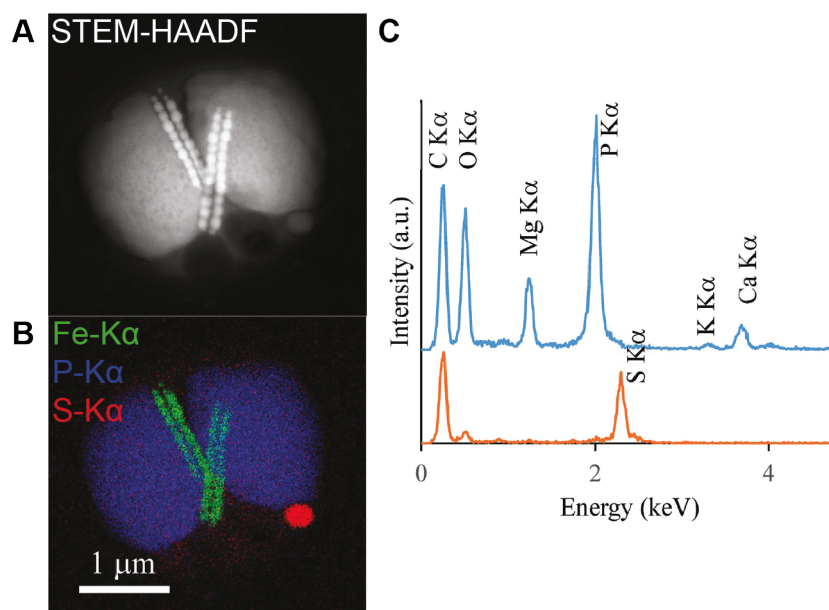 A
STEM-HAADF
B
Fe-Kα
P-Kα
S-Kα
1 μm
C
Intensity (a.u.)
C Kα
O Kα
Mg Kα
P Kα
K Kα
Ca Kα
S Kα
0
2
4
Energy (keV)